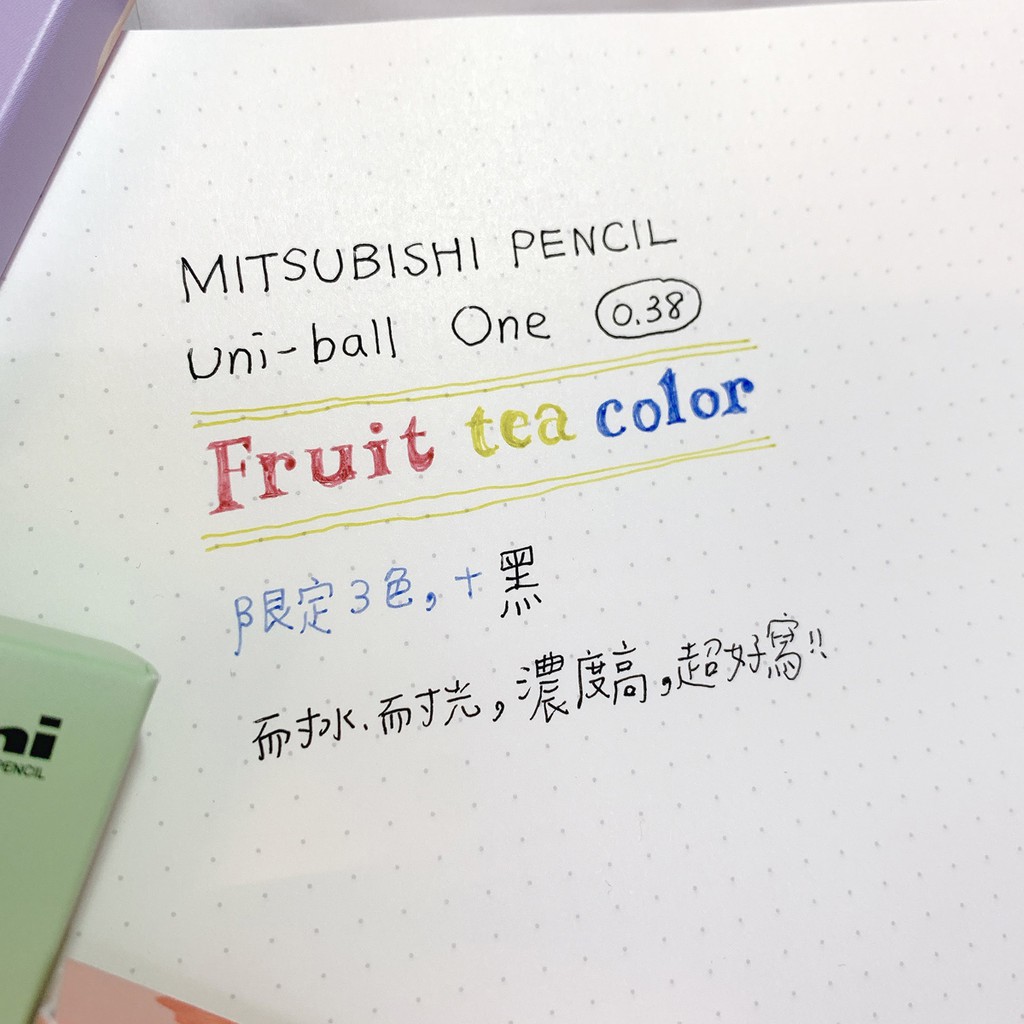 MITSUBISHI PENCIL
uni-ball One 0.38
Fruit tea color
限定3色,+黑
耐水.耐光,濃度高,超好寫!!
ni
PENCIL